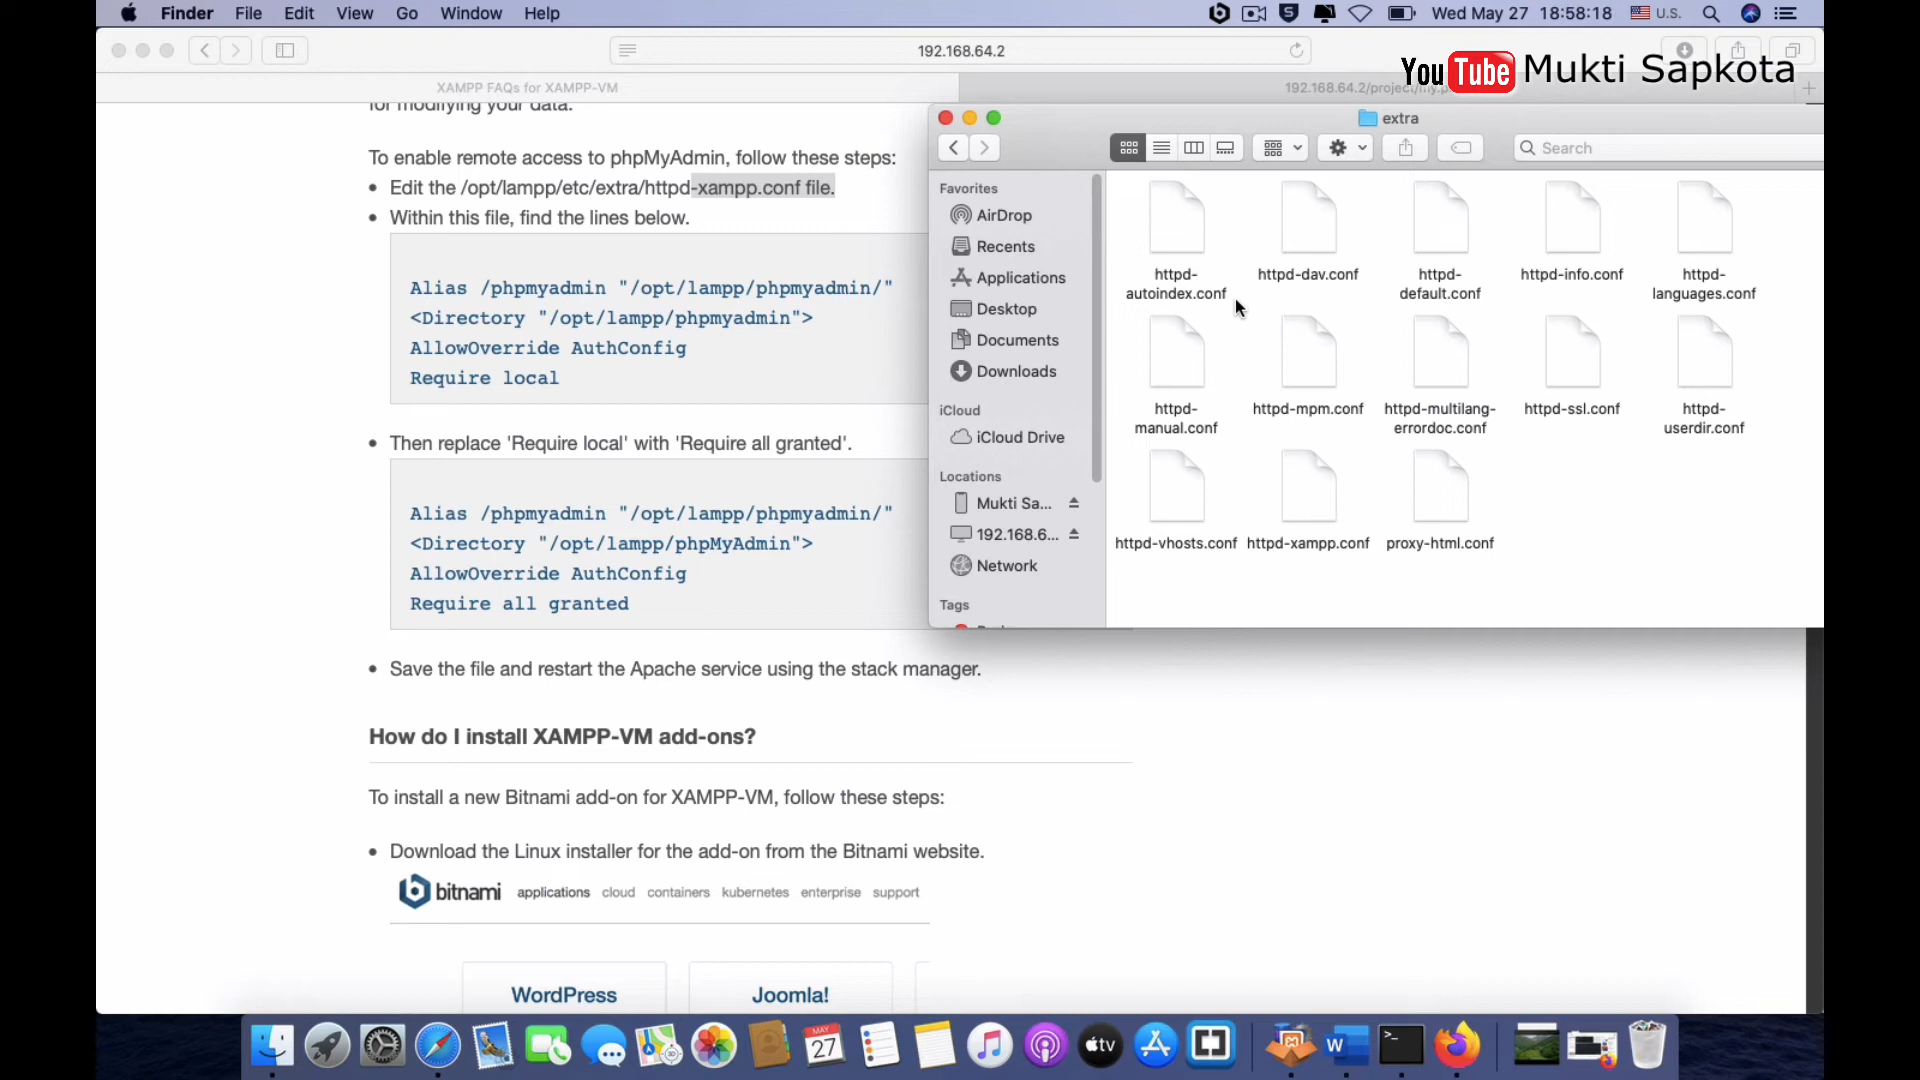 Finder File Edit View Go Window Help
Wed May 27 18:58:18 U.S.
192.168.64.2
YouTube Mukti Sapkota
XAMPP FAQs for XAMPP-VM
for modifying your data.
To enable remote access to phpMyAdmin, follow these steps:
• Edit the /opt/lampp/etc/extra/httpd-xampp.conf file.
• Within this file, find the lines below.
Alias /phpmyadmin "/opt/lampp/phpmyadmin/"
<Directory "/opt/lampp/phpmyadmin">
AllowOverride AuthConfig
Require local
• Then replace 'Require local' with 'Require all granted'.
Alias /phpmyadmin "/opt/lampp/phpmyadmin/"
<Directory "/opt/lampp/phpMyAdmin">
AllowOverride AuthConfig
Require all granted
• Save the file and restart the Apache service using the stack manager.
How do I install XAMPP-VM add-ons?
To install a new Bitnami add-on for XAMPP-VM, follow these steps:
• Download the Linux installer for the add-on from the Bitnami website.
bitnami applications cloud containers kubernetes enterprise support
WordPress Joomla!
extra
Search
Favorites
AirDrop
Recents
Applications
Desktop
Documents
Downloads
iCloud
iCloud Drive
Locations
Mukti Sa...
192.168.6...
Network
Tags
httpd-autoindex.conf
httpd-dav.conf
httpd-default.conf
httpd-info.conf
httpd-languages.conf
httpd-manual.conf
httpd-mpm.conf
httpd-multilang-errordoc.conf
httpd-ssl.conf
httpd-userdir.conf
httpd-vhosts.conf
httpd-xampp.conf
proxy-html.conf
MAY
27
tv
W